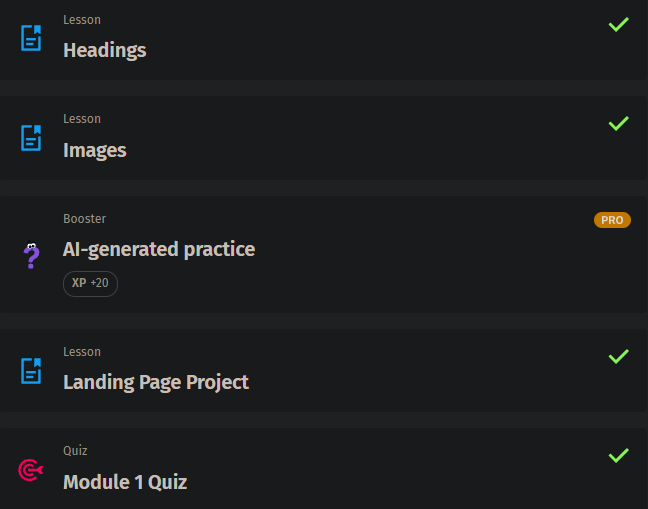 Lesson
Headings
Lesson
Images
Booster
PRO
AI-generated practice
XP +20
Lesson
Landing Page Project
Quiz
Module 1 Quiz